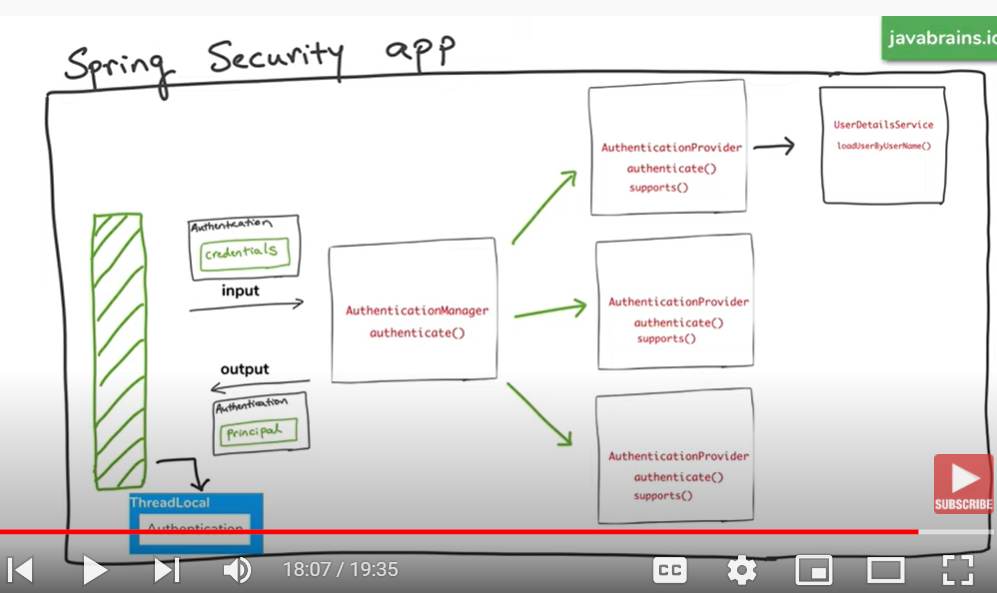 Spring Security app
javabrains.io
AuthenticationProvider
authenticate()
supports()
UserDetailsService
loadUserByUserName()
Authentication
credentials
input
AuthenticationManager
authenticate()
AuthenticationProvider
authenticate()
supports()
output
Authentication
Principal
AuthenticationProvider
authenticate()
supports()
ThreadLocal
Authentication
SUBSCRIBE
18:07 / 19:35
CC